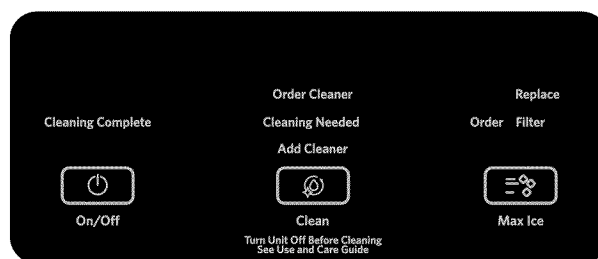 Order Cleaner
Replace
Cleaning Complete
Cleaning Needed
Order Filter
Add Cleaner
On/Off
Clean
Max Ice
Turn Unit Off Before Cleaning
See Use and Care Guide